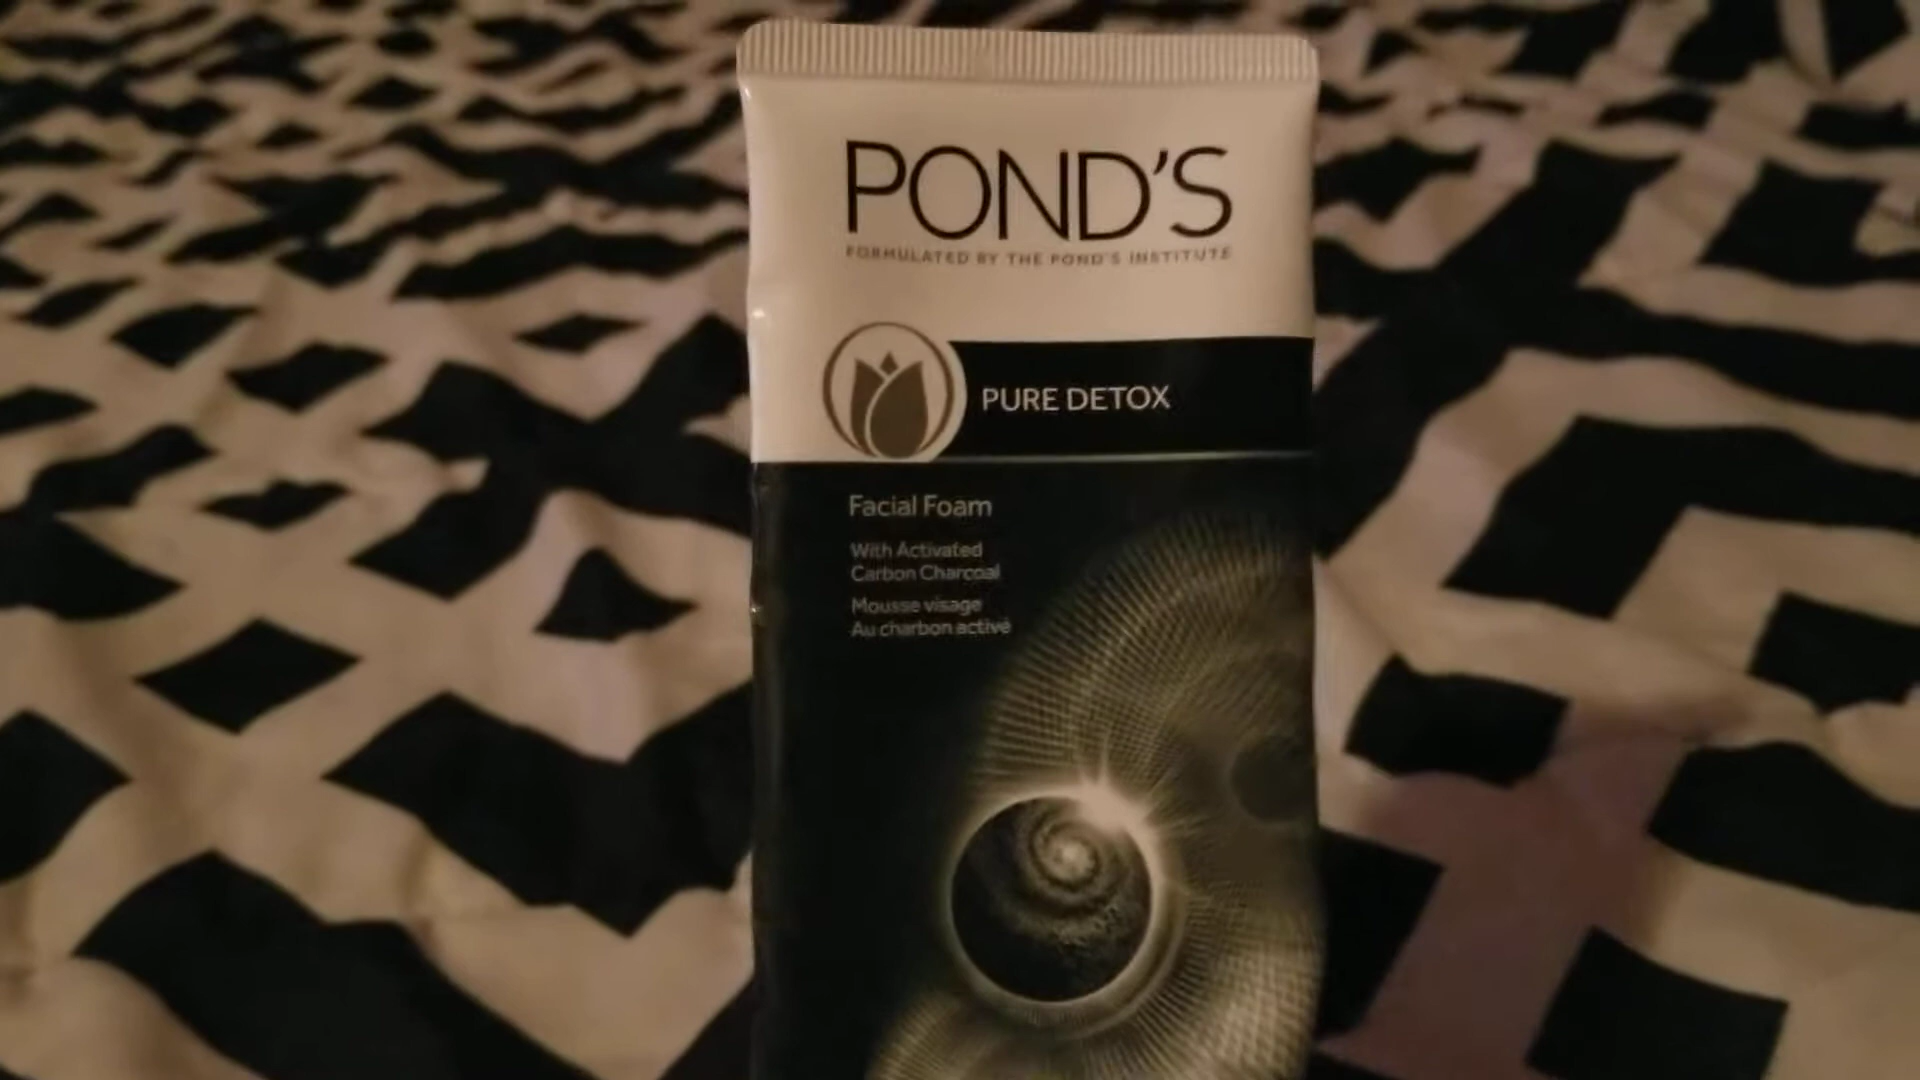 POND'S
FORMULATED BY THE POND'S INSTITUTE
PURE DETOX
Facial Foam
With Activated
Carbon Charcoal
Mousse visage
Au charbon activé